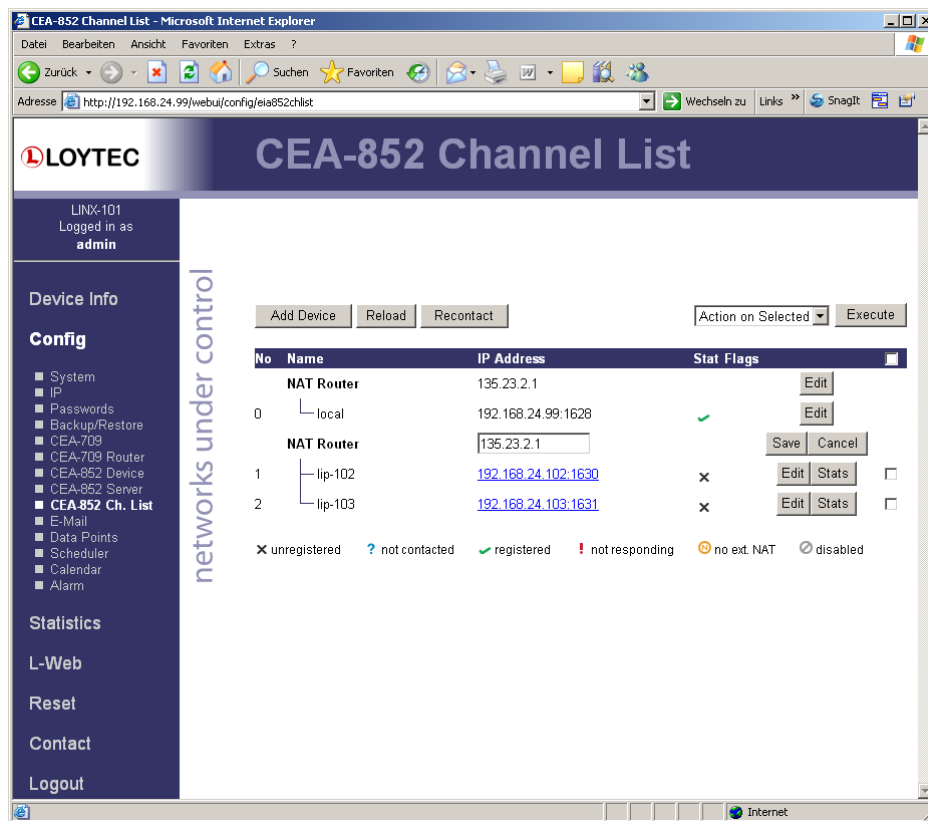 CEA-852 Channel List - Microsoft Internet Explorer
Datei Bearbeiten Ansicht Favoriten Extras ?
Zurück Suchen Favoriten
Adresse http://192.168.24.99/webui/config/eia852chlist Wechseln zu Links » SnagIt
LOYTEC
CEA-852 Channel List
LINX-101
Logged in as
admin
Device Info
Config
System
IP
Passwords
Backup/Restore
CEA-709
CEA-709 Router
CEA-852 Device
CEA-852 Server
CEA-852 Ch. List
E-Mail
Data Points
Scheduler
Calendar
Alarm
Statistics
L-Web
Reset
Contact
Logout
networks under control
Add Device Reload Recontact Action on Selected Execute
No Name IP Address Stat Flags
NAT Router 135.23.2.1 Edit
0 local 192.168.24.99:1628 Edit
NAT Router 135.23.2.1 Save Cancel
1 lip-102 192.168.24.102:1630 Edit Stats
2 lip-103 192.168.24.103:1631 Edit Stats
unregistered ? not contacted registered ! not responding N no ext. NAT disabled
Internet